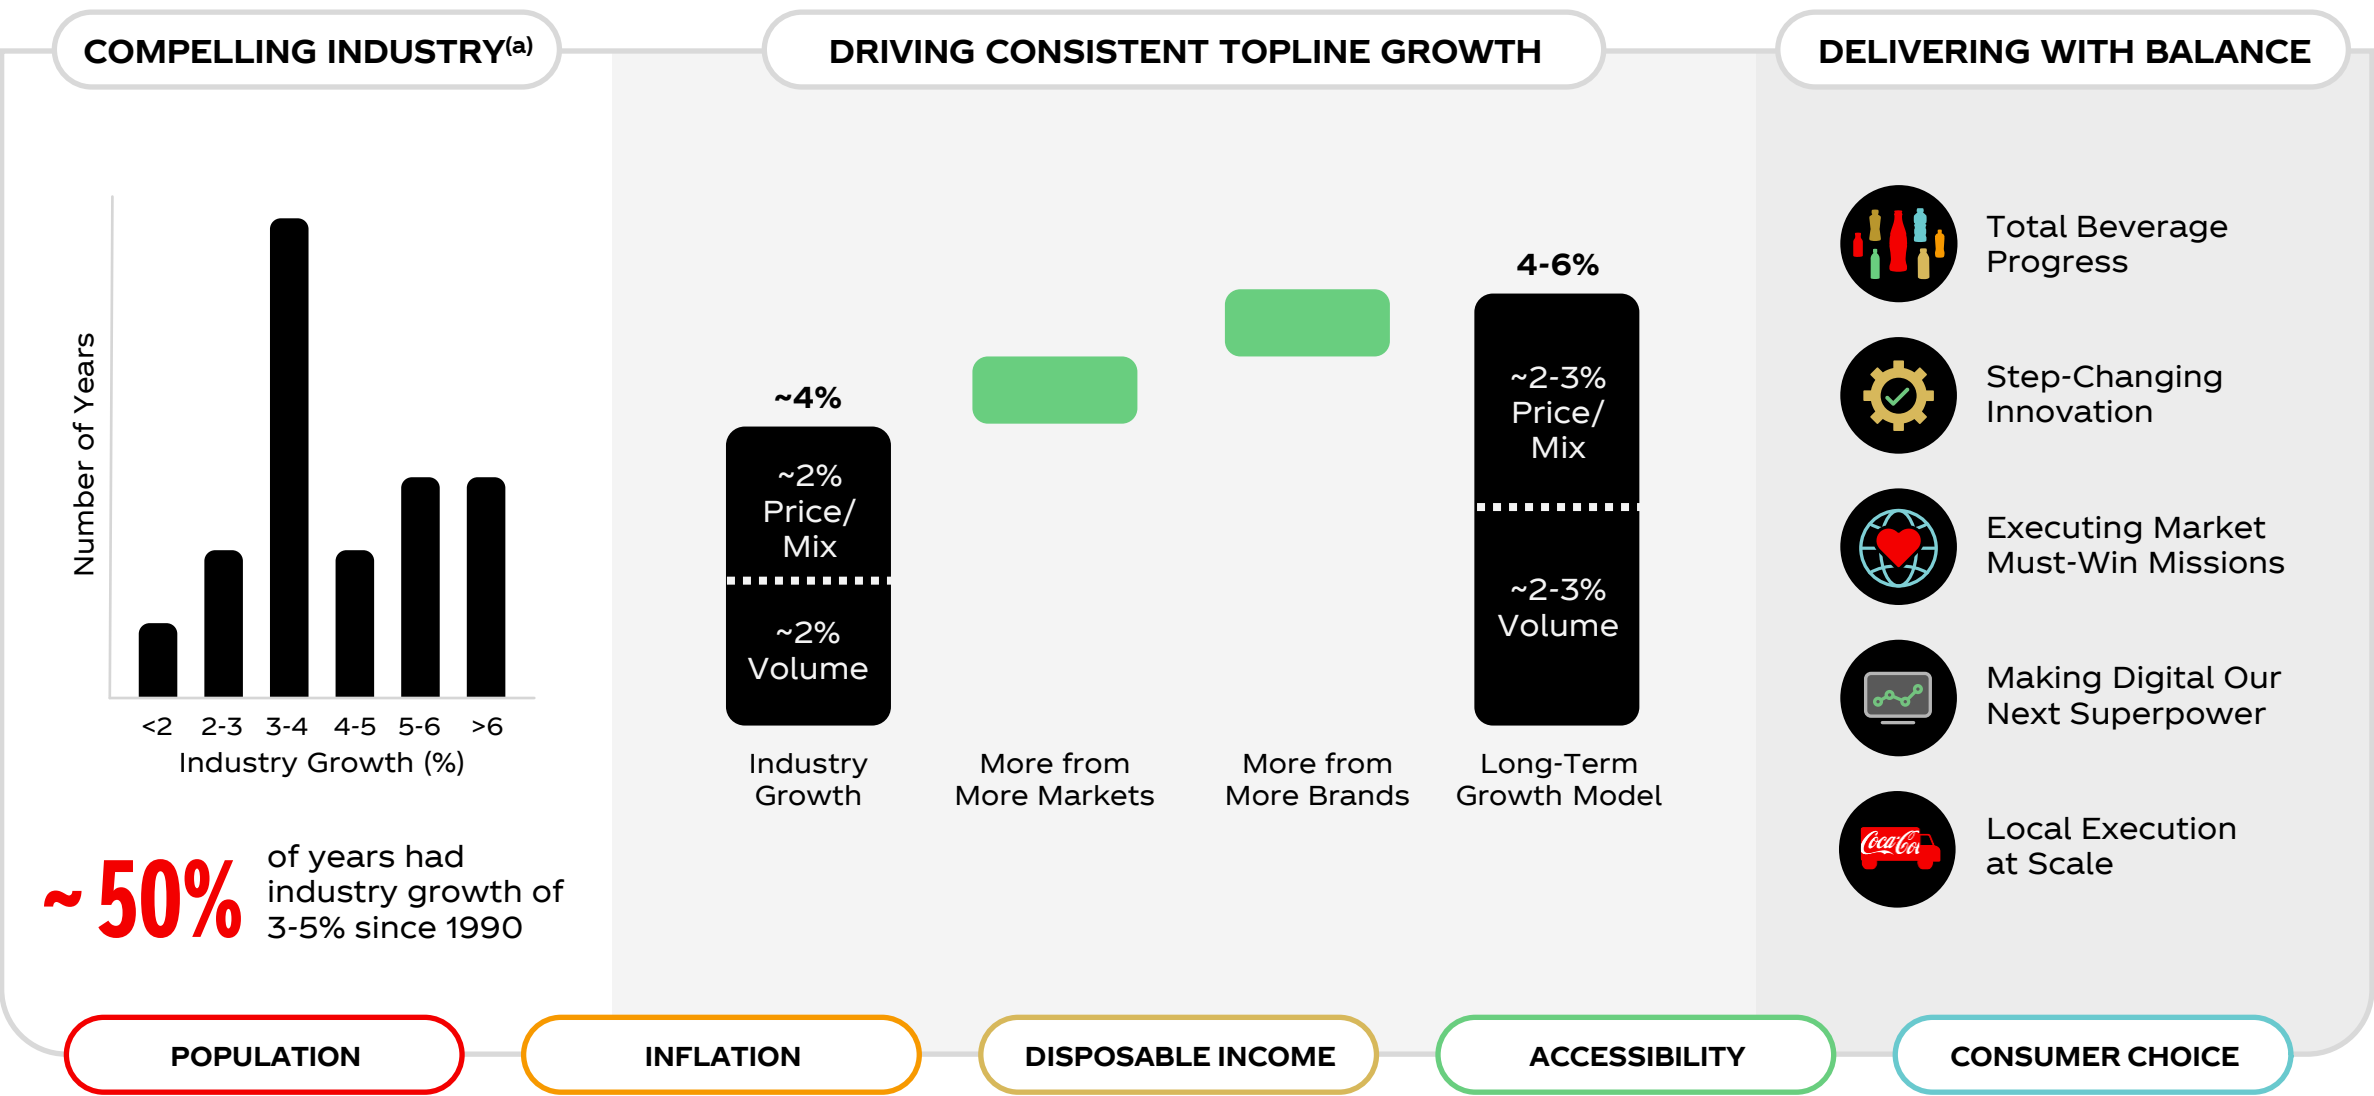 COMPELLING INDUSTRY(a)
Number of Years
<2 2-3 3-4 4-5 5-6 >6
Industry Growth (%)
~ 50%
of years had
industry growth of
3-5% since 1990
DRIVING CONSISTENT TOPLINE GROWTH
~4%
~2%
Price/
Mix
~2%
Volume
Industry
Growth
More from
More Markets
More from
More Brands
4-6%
~2-3%
Price/
Mix
~2-3%
Volume
Long-Term
Growth Model
DELIVERING WITH BALANCE
Total Beverage
Progress
Step-Changing
Innovation
Executing Market
Must-Win Missions
Making Digital Our
Next Superpower
Coca-Col
Local Execution
at Scale
POPULATION
INFLATION
DISPOSABLE INCOME
ACCESSIBILITY
CONSUMER CHOICE